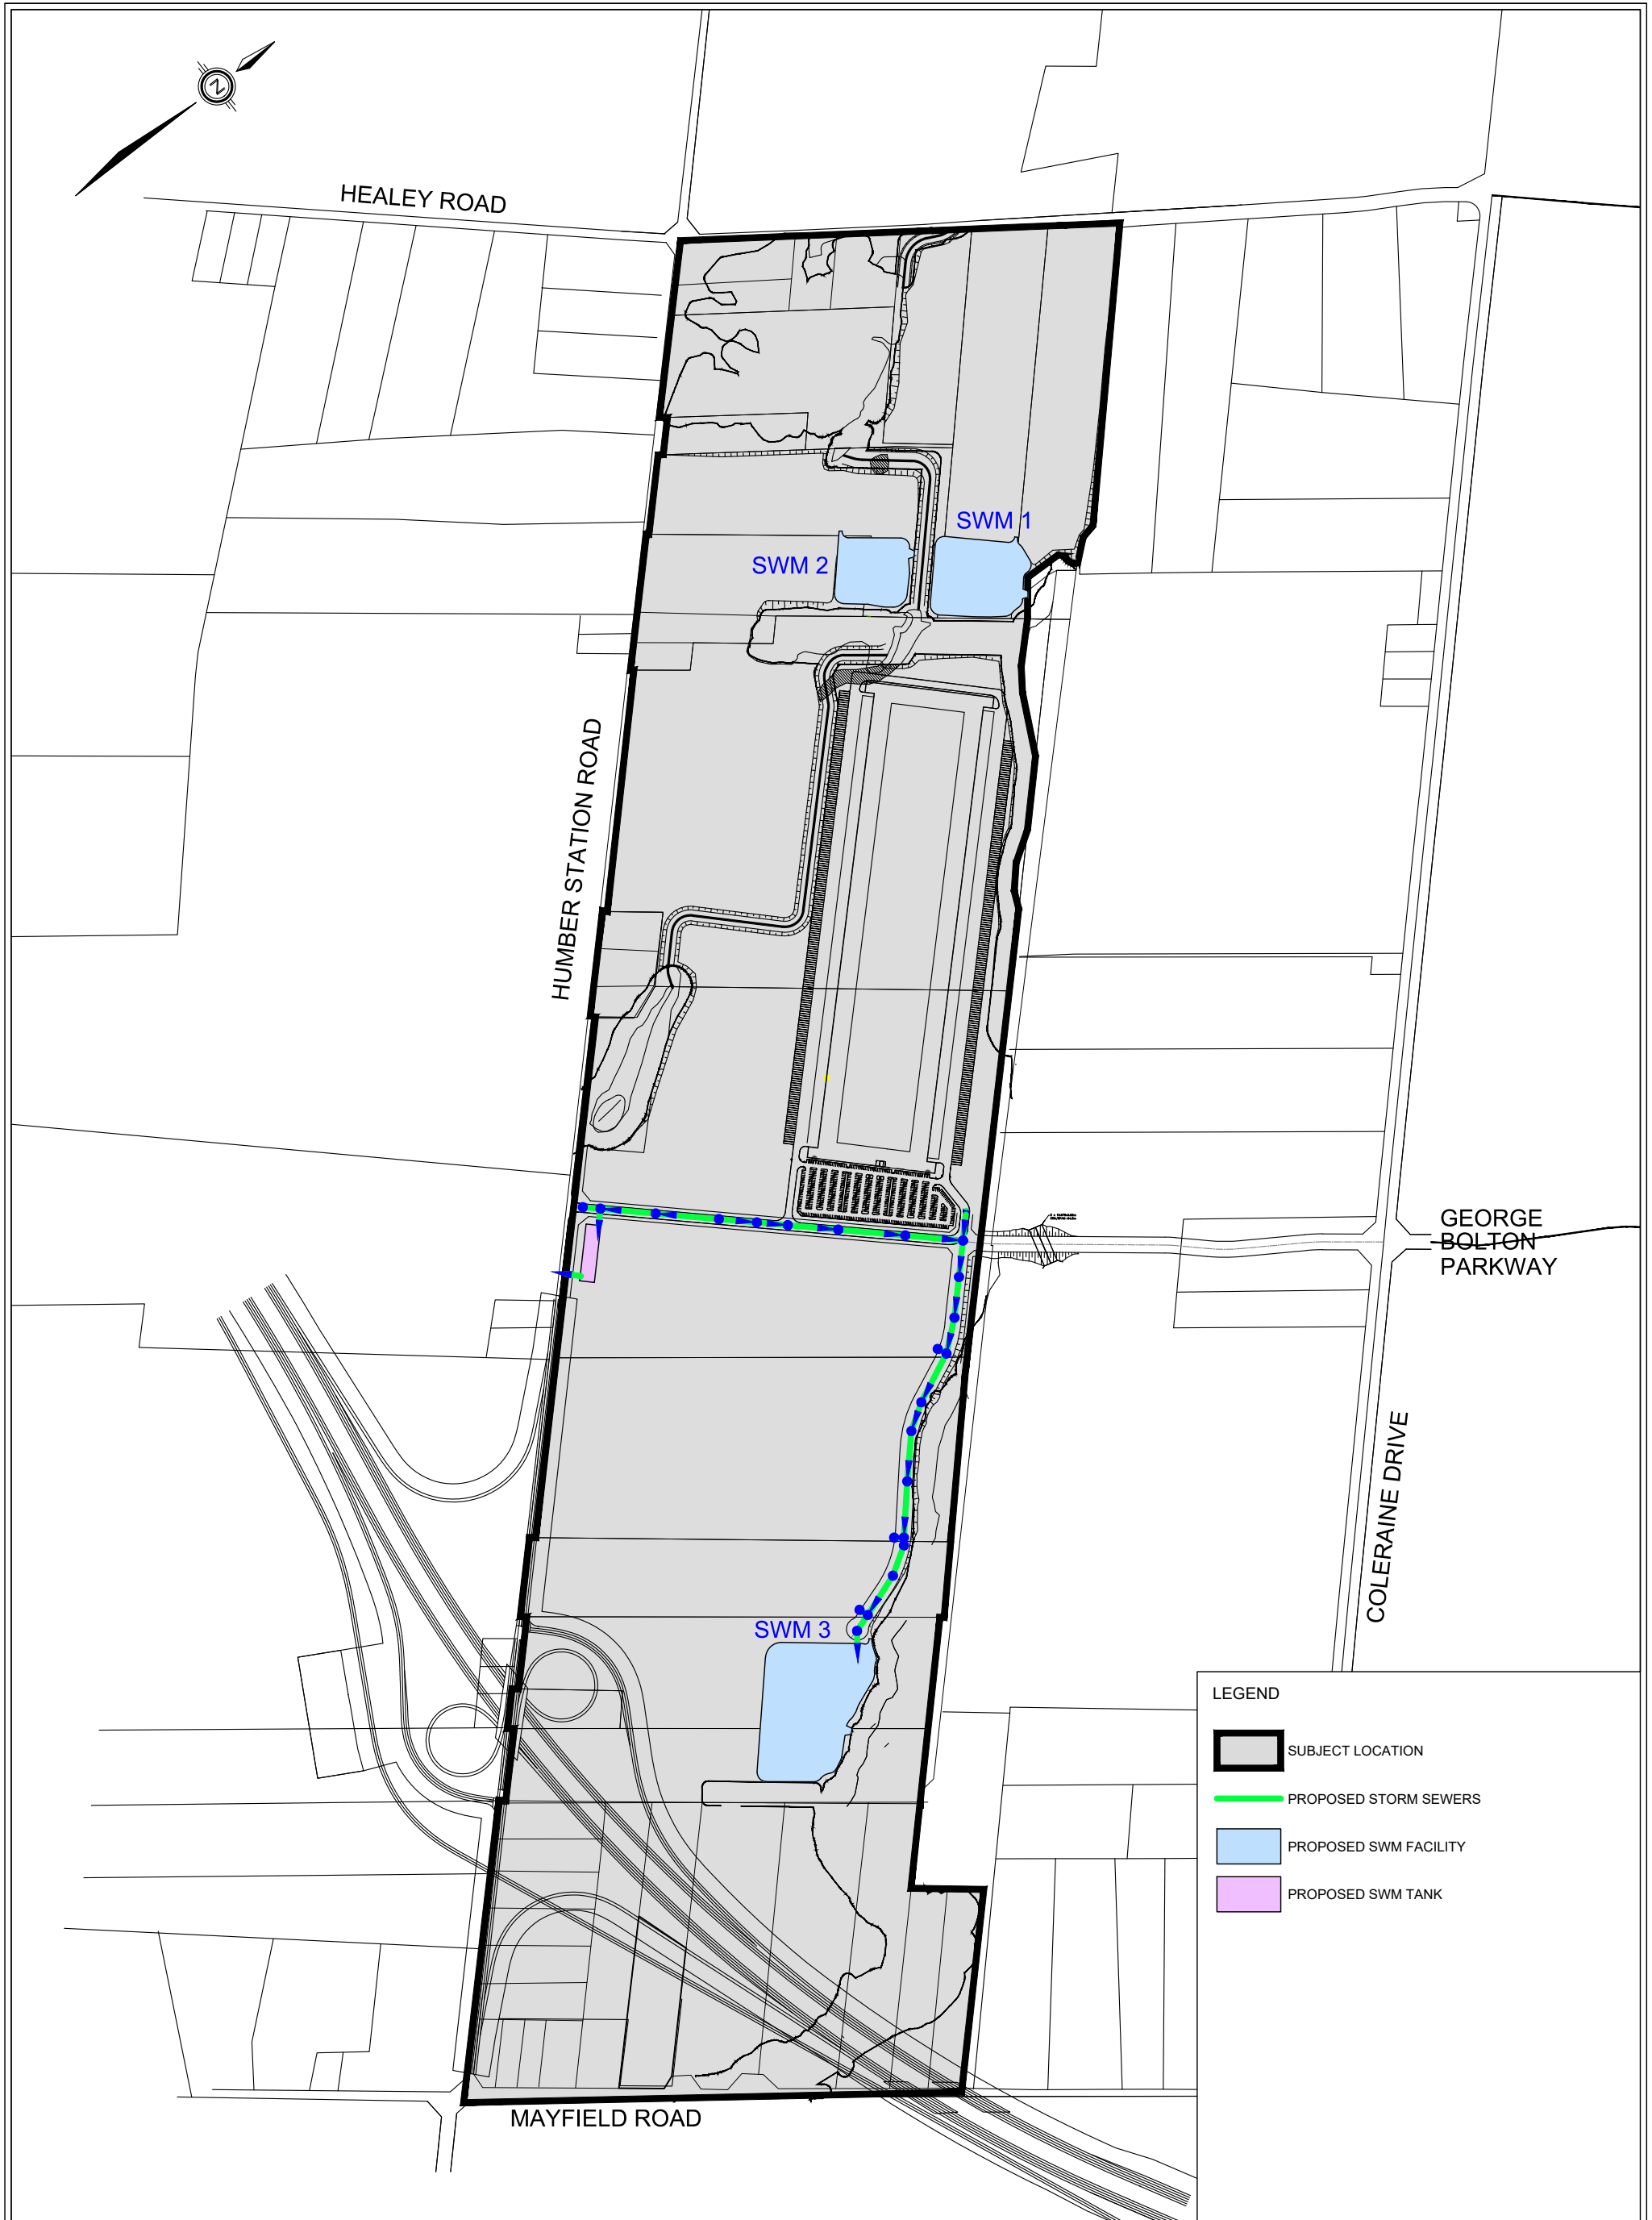 N
HEALEY ROAD
SWM 1
SWM 2
HUMBER STATION ROAD
GEORGE
BOLTON
PARKWAY
COLERAINE DRIVE
SWM 3
LEGEND
SUBJECT LOCATION
PROPOSED STORM SEWERS
PROPOSED SWM FACILITY
PROPOSED SWM TANK
MAYFIELD ROAD